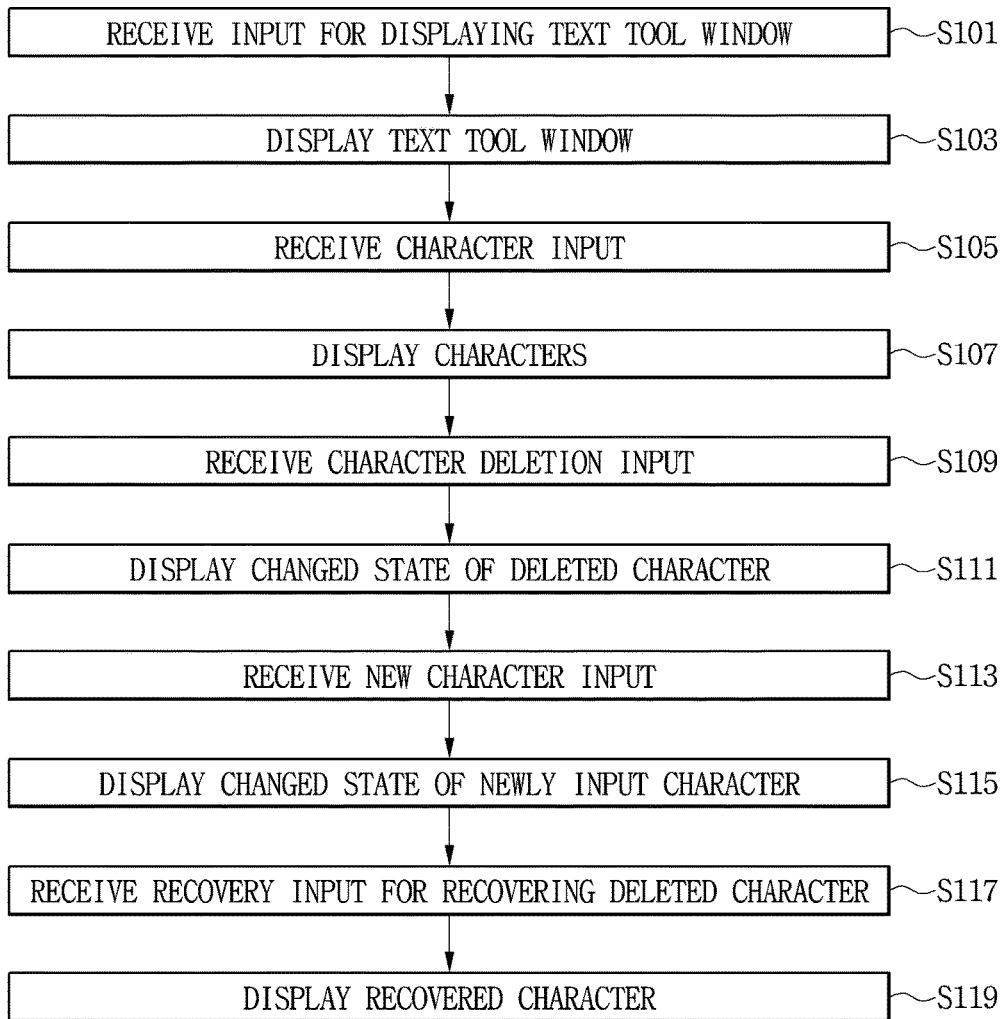 RECEIVE INPUT FOR DISPLAYING TEXT TOOL WINDOW S101
DISPLAY TEXT TOOL WINDOW S103
RECEIVE CHARACTER INPUT S105
DISPLAY CHARACTERS S107
RECEIVE CHARACTER DELETION INPUT S109
DISPLAY CHANGED STATE OF DELETED CHARACTER S111
RECEIVE NEW CHARACTER INPUT S113
DISPLAY CHANGED STATE OF NEWLY INPUT CHARACTER S115
RECEIVE RECOVERY INPUT FOR RECOVERING DELETED CHARACTER S117
DISPLAY RECOVERED CHARACTER S119